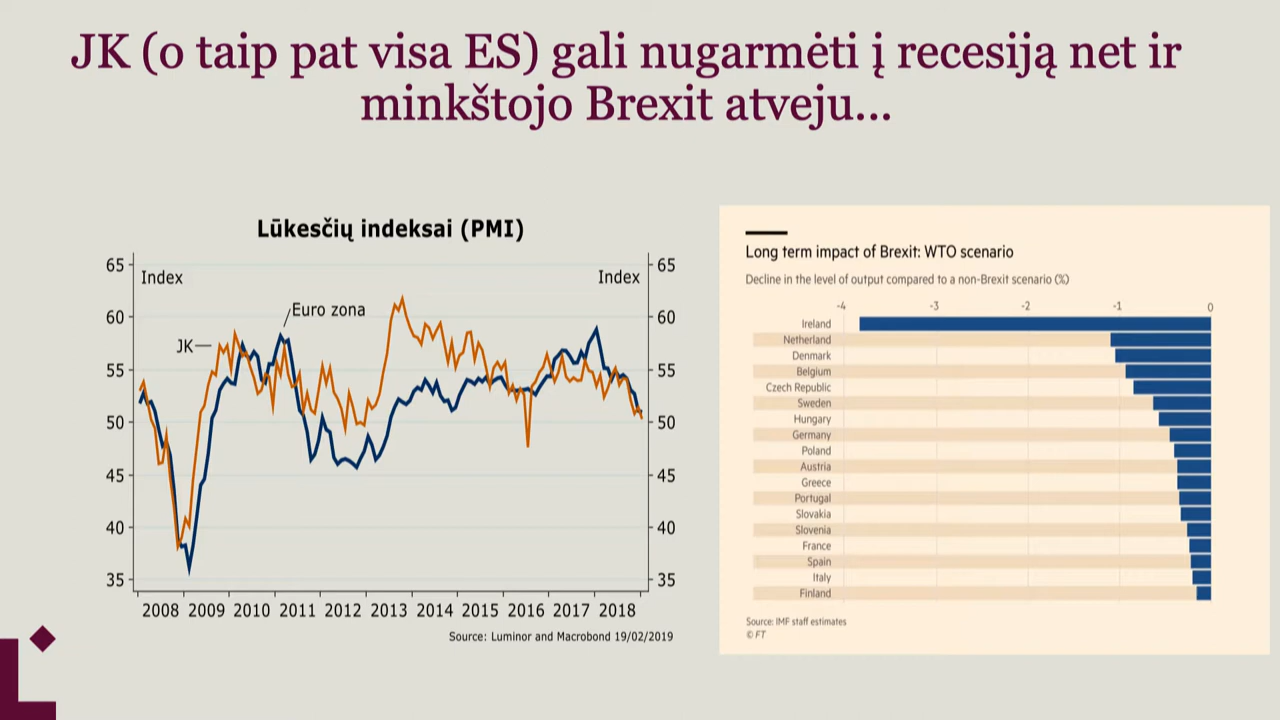 JK (o taip pat visa ES) gali nugarmėti į recesiją net ir
minkštojo Brexit atveju...
Lūkesčių indeksai (PMI)
65
Index
Index
65
60
Euro zona
60
JK
55
55
50
50
45
45
40
40
35
35
2008 2009 2010 2011 2012 2013 2014 2015 2016 2017 2018
Source: Luminor and Macrobond 19/02/2019
Long term impact of Brexit: WTO scenario
Decline in the level of output compared to a non-Brexit scenario (%)
-4 -3 -2 -1 0
Ireland
Netherland
Denmark
Belgium
Czech Republic
Sweden
Hungary
Germany
Poland
Austria
Greece
Portugal
Slovakia
Slovenia
France
Spain
Italy
Finland
Source: IMF staff estimates
© FT